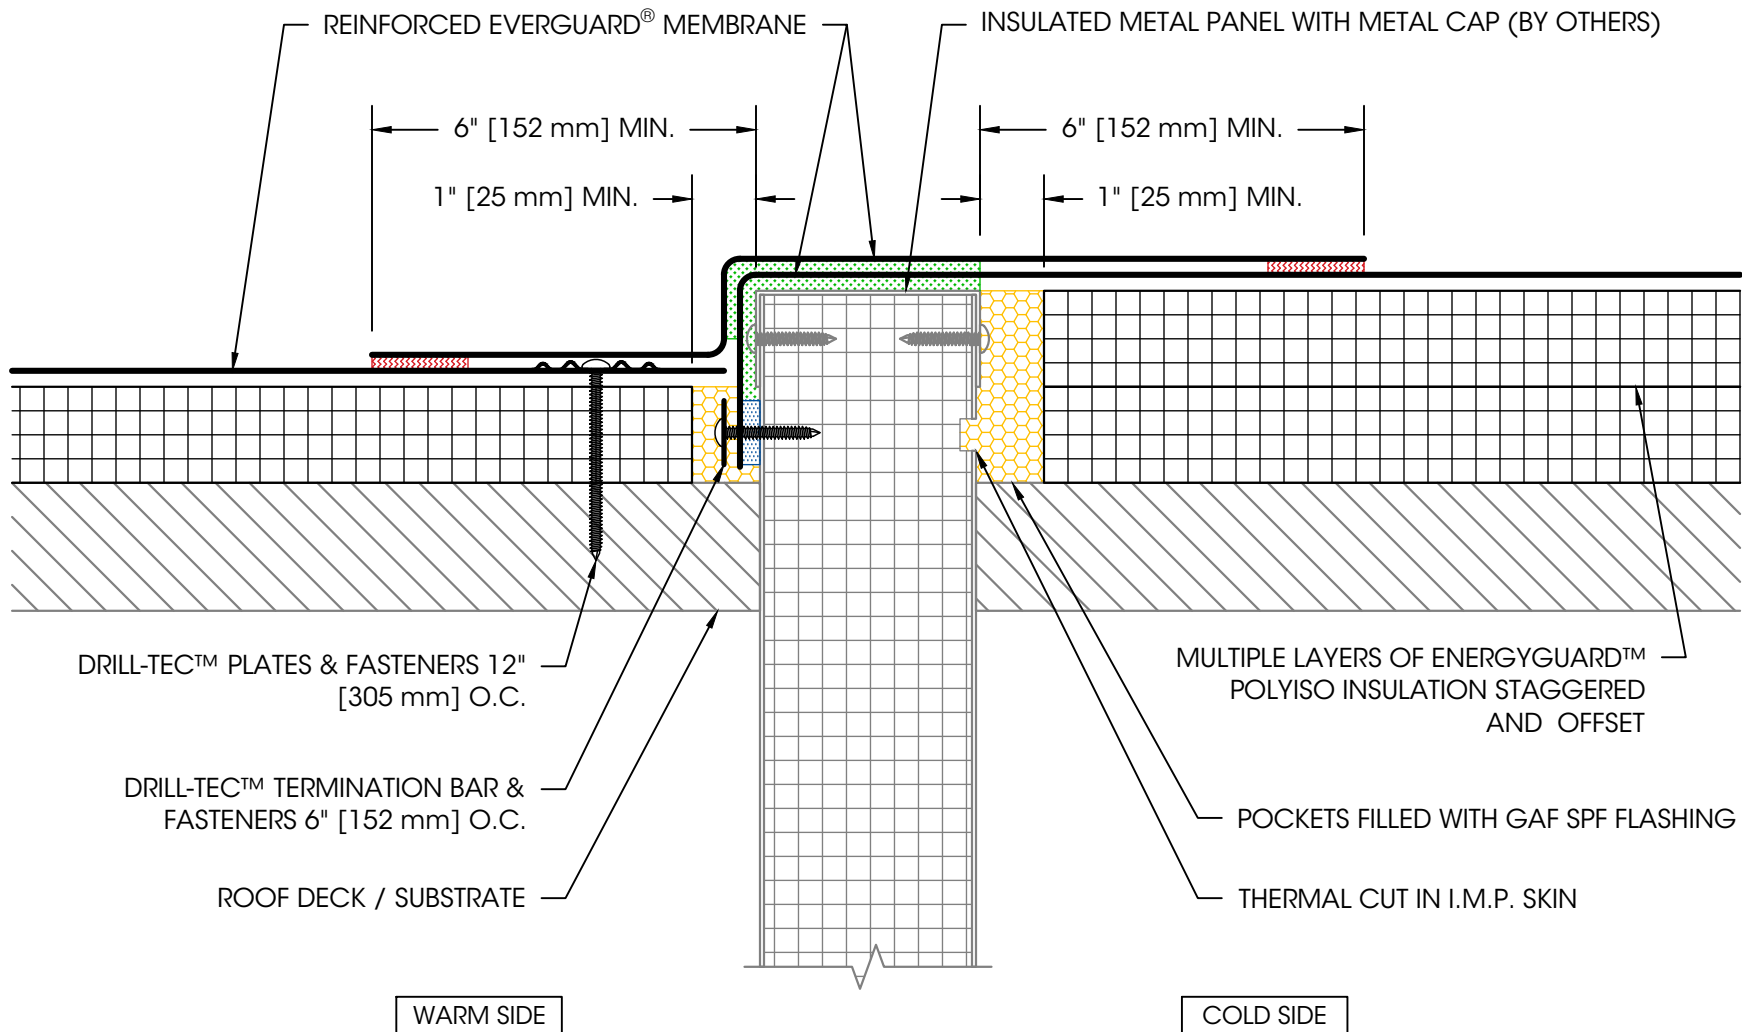 REINFORCED EVERGUARD® MEMBRANE
INSULATED METAL PANEL WITH METAL CAP (BY OTHERS)
6" [152 mm] MIN.
6" [152 mm] MIN.
1" [25 mm] MIN.
1" [25 mm] MIN.
DRILL-TEC™ PLATES & FASTENERS 12"
[305 mm] O.C.
MULTIPLE LAYERS OF ENERGYGUARD™
POLYISO INSULATION STAGGERED
AND OFFSET
DRILL-TEC™ TERMINATION BAR &
FASTENERS 6" [152 mm] O.C.
POCKETS FILLED WITH GAF SPF FLASHING
ROOF DECK / SUBSTRATE
THERMAL CUT IN I.M.P. SKIN
WARM SIDE
COLD SIDE